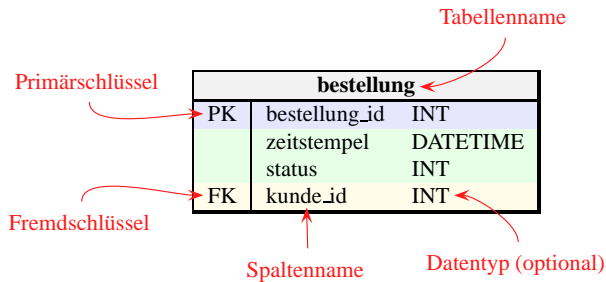 Tabellenname
Primärschlüssel
bestellung
PK bestellung_id INT
zeitstempel DATETIME
status INT
FK kunde_id INT
Fremdschlüssel
Spaltenname
Datentyp (optional)